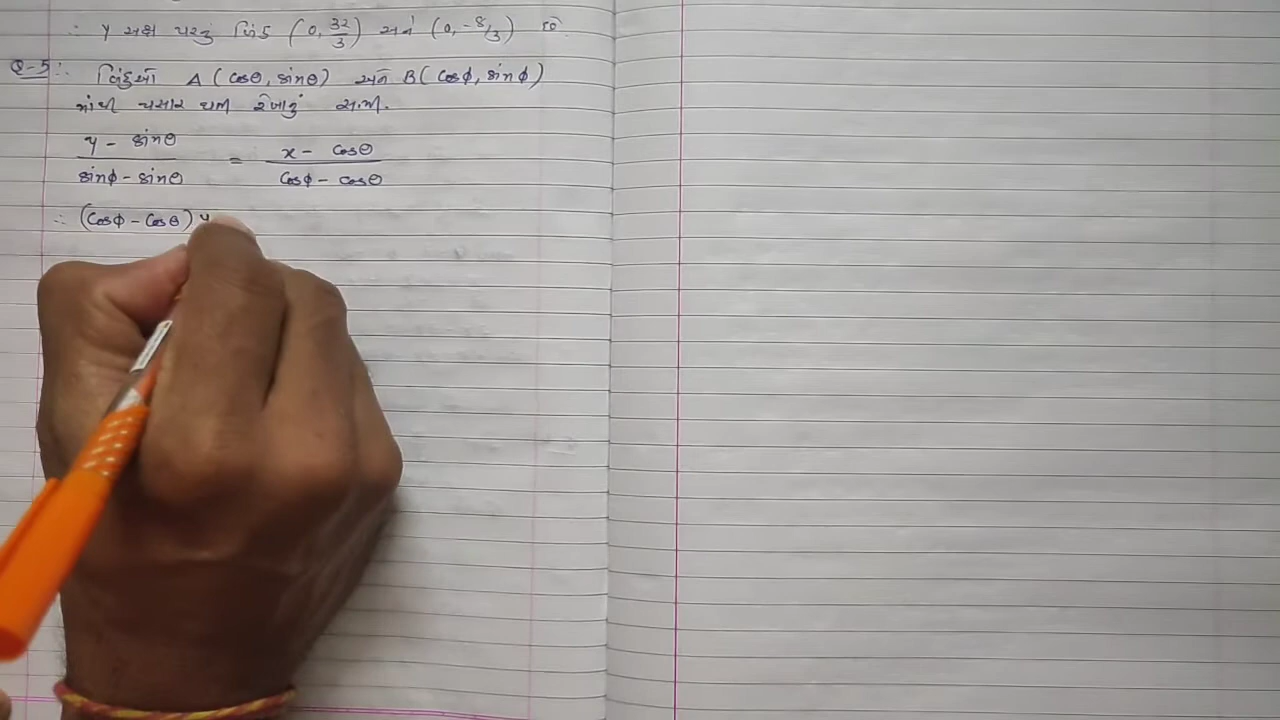 ∴ y અક્ષ પરનું બિંદુ (0, 32/3) અને (0, -8/3) છે.
Q-5: બિંદુઓ A (cosθ, sinθ) અને B (cosϕ, sinϕ)
માંથી પસાર થતી રેખાનું સ.મી.
y - sinθ / sinϕ - sinθ = x - cosθ / cosϕ - cosθ
∴ (cosϕ - cosθ) y